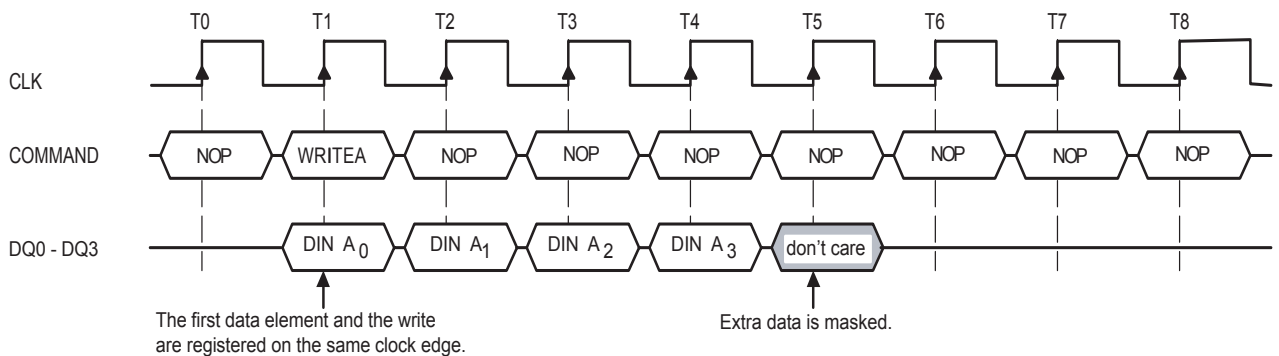 T0 T1 T2 T3 T4 T5 T6 T7 T8
CLK
COMMAND NOP WRITEA NOP NOP NOP NOP NOP NOP NOP
DQ0 - DQ3 DIN A0 DIN A1 DIN A2 DIN A3 don't care
The first data element and the write
are registered on the same clock edge.
Extra data is masked.